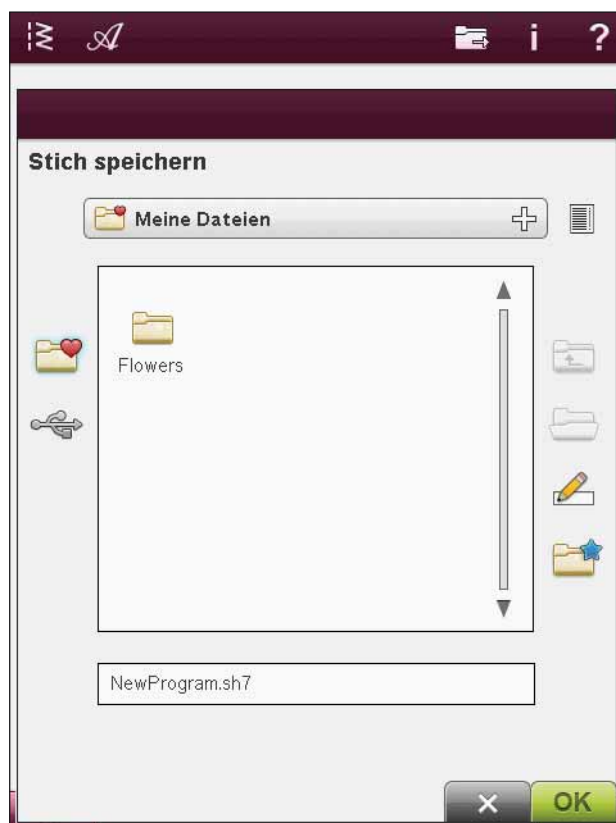 i ?
Stich speichern
Meine Dateien
Flowers
NewProgram.sh7
OK